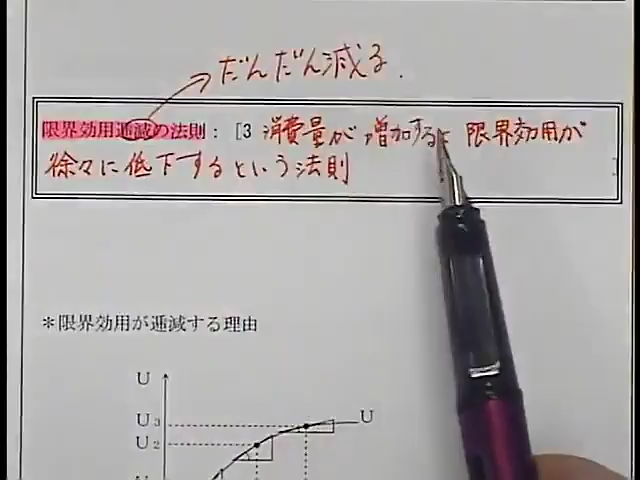 だんだん減る.
限界効用逓減の法則：[3 消費量が増加すると 限界効用が
徐々に低下するという法則 ]
＊限界効用が逓減する理由
U
U3
U
U2